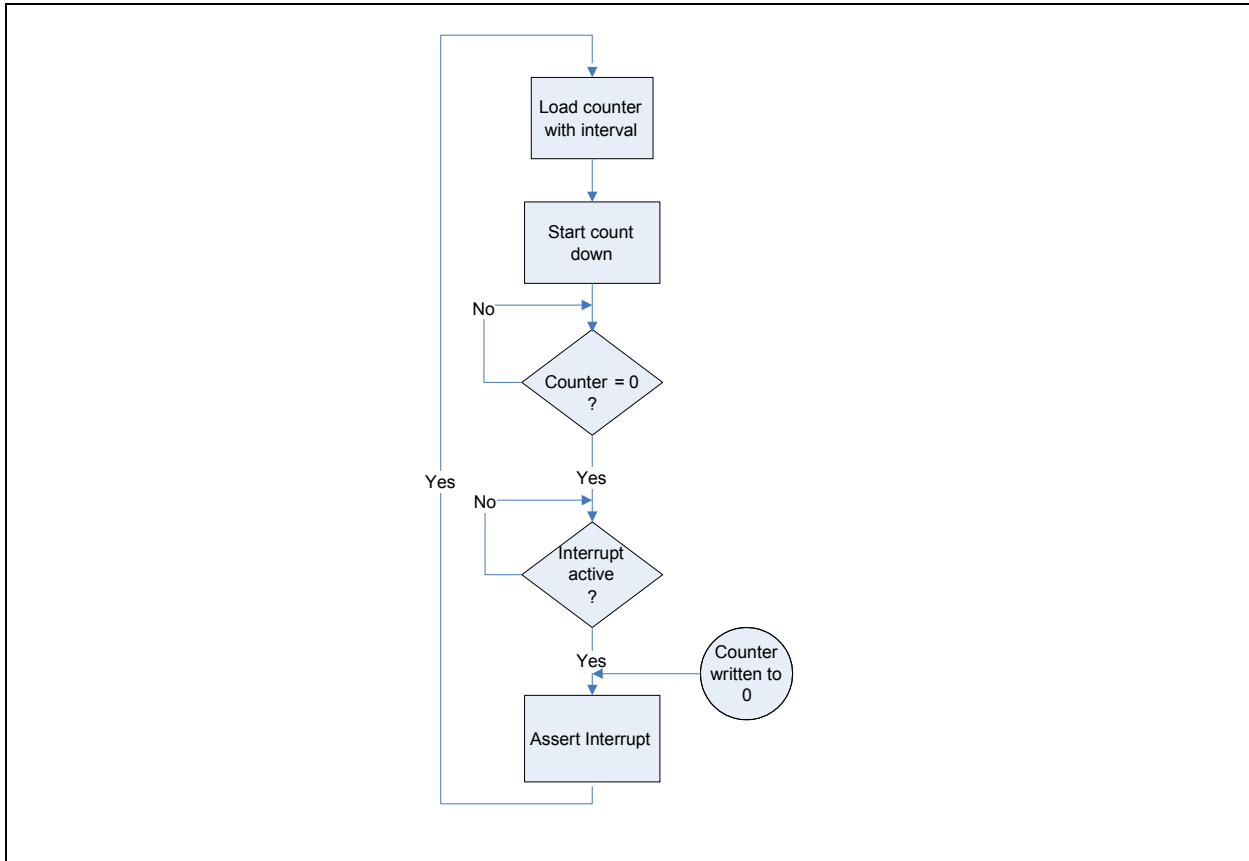 Load counter
with interval
Start count
down
No
Counter = 0
?
Yes
Yes
No
Interrupt
active
?
Yes
Counter
written to
0
Assert Interrupt